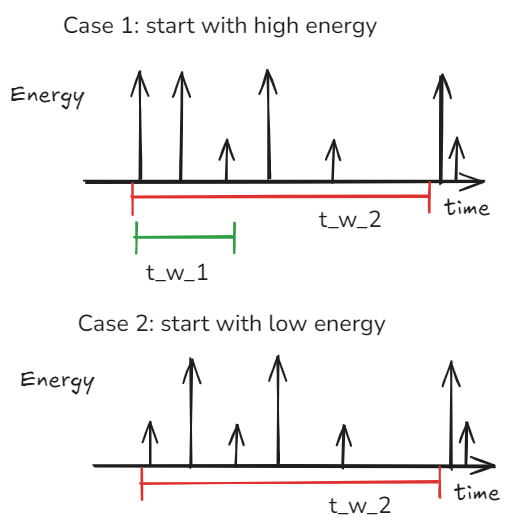 Case 1: start with high energy
Energy
t_w_2
time
t_w_1
Case 2: start with low energy
Energy
time
t_w_2